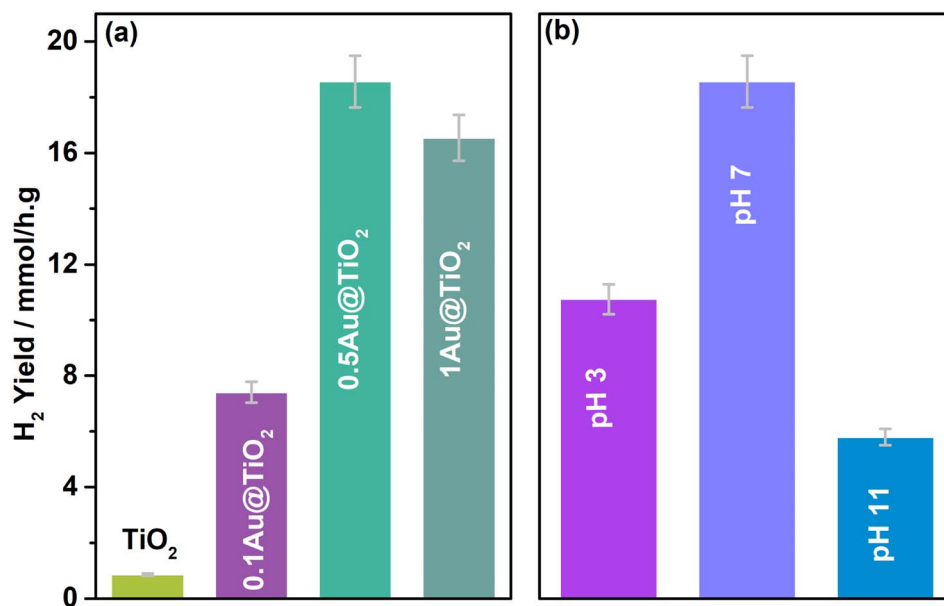 (a)
(b)
H₂ Yield / mmol/h.g
20
16
12
8
4
0
TiO₂
0.1Au@TiO₂
0.5Au@TiO₂
1Au@TiO₂
pH 3
pH 7
pH 11